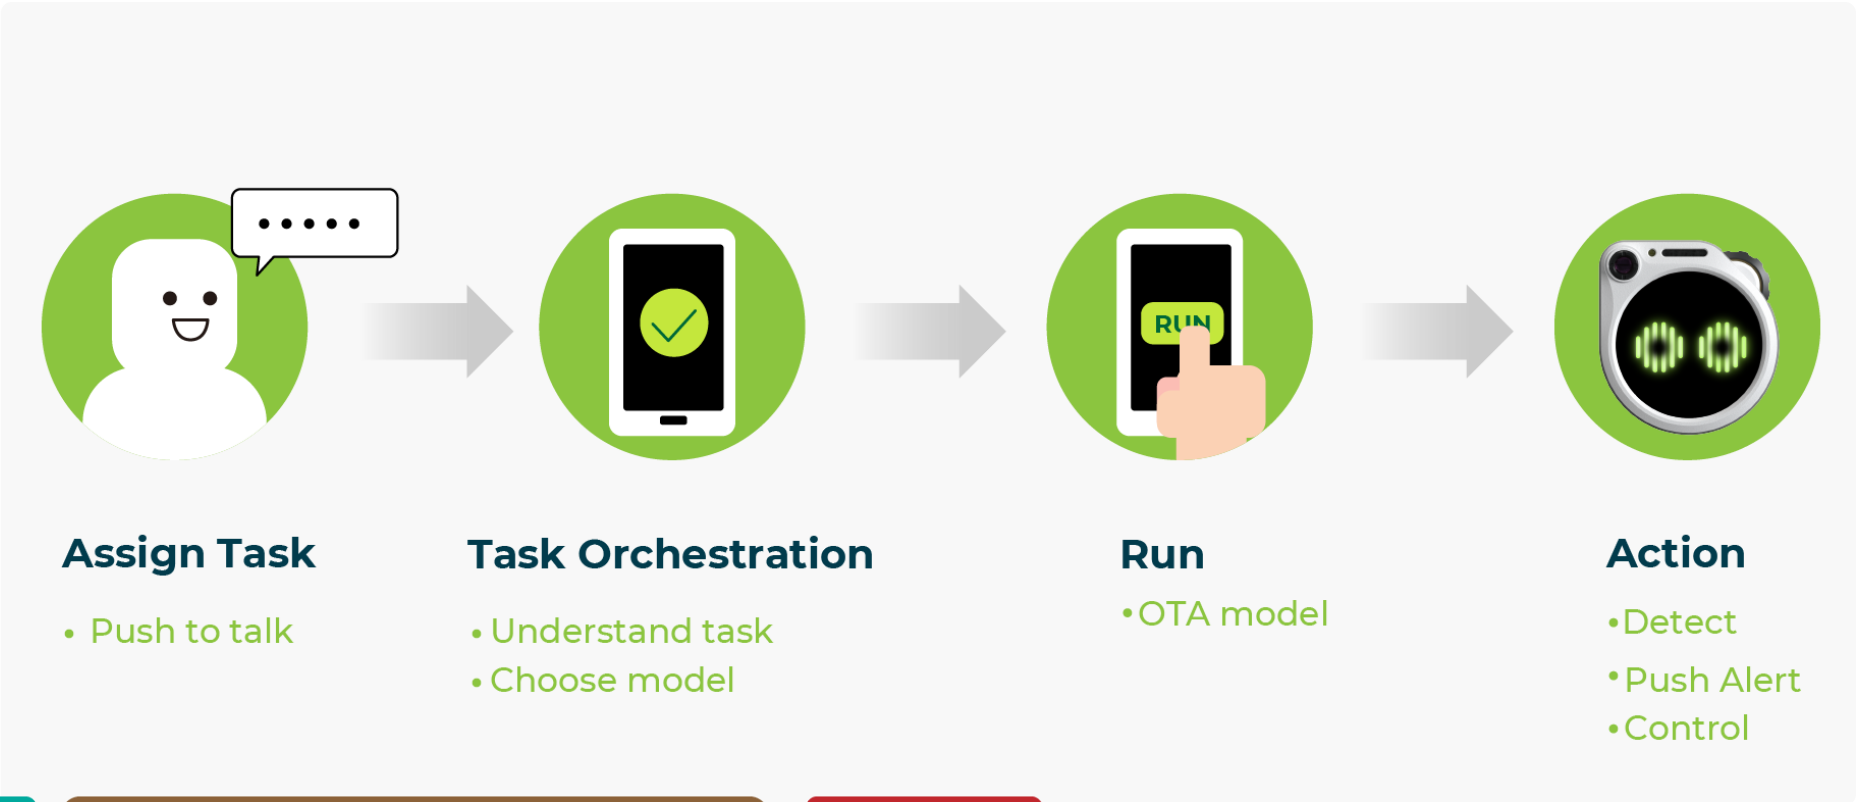 RUN
Assign Task
• Push to talk
Task Orchestration
• Understand task
• Choose model
Run
•OTA model
Action
•Detect
•Push Alert
•Control